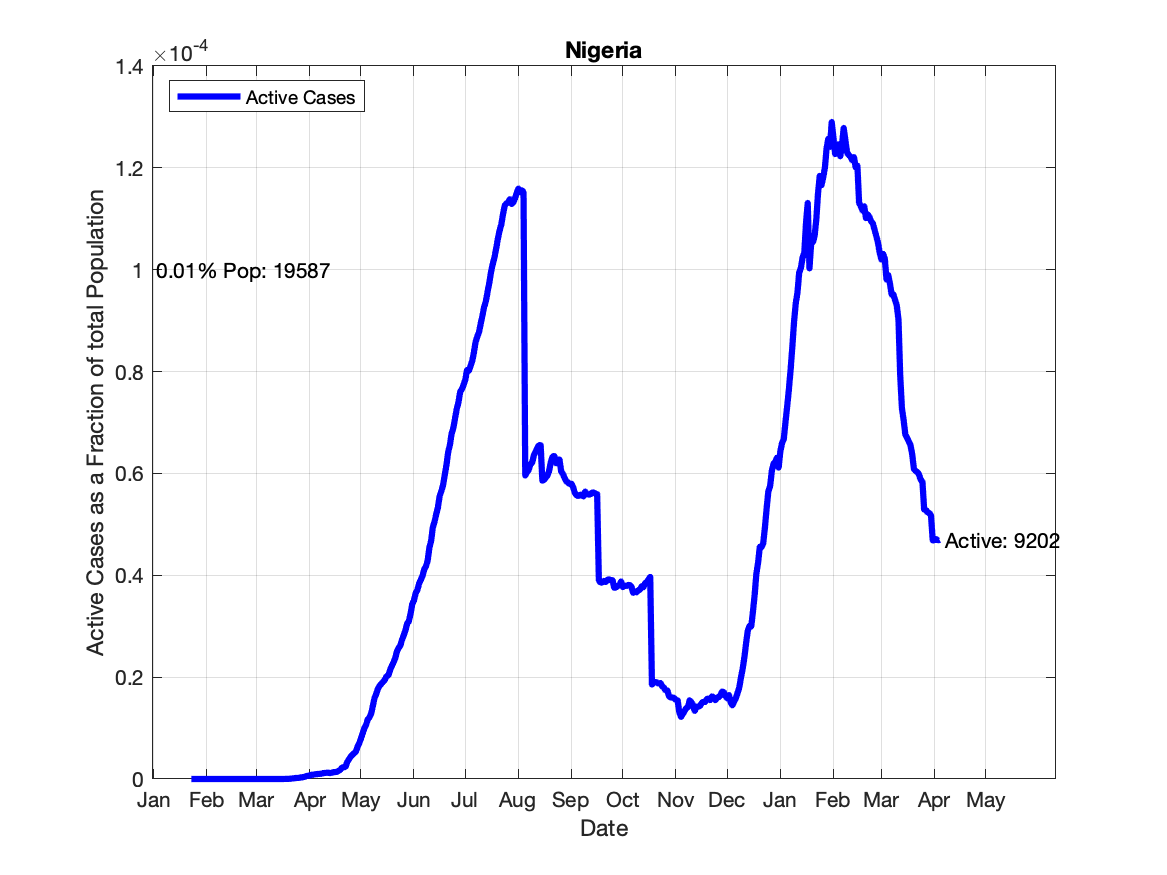 Nigeria
×10-4
1.4
1.2
1
0.8
0.6
0.4
0.2
0
Active Cases
0.01% Pop: 19587
Active: 9202
Active Cases as a Fraction of total Population
Jan Feb Mar Apr May Jun Jul Aug Sep Oct Nov Dec Jan Feb Mar Apr May
Date